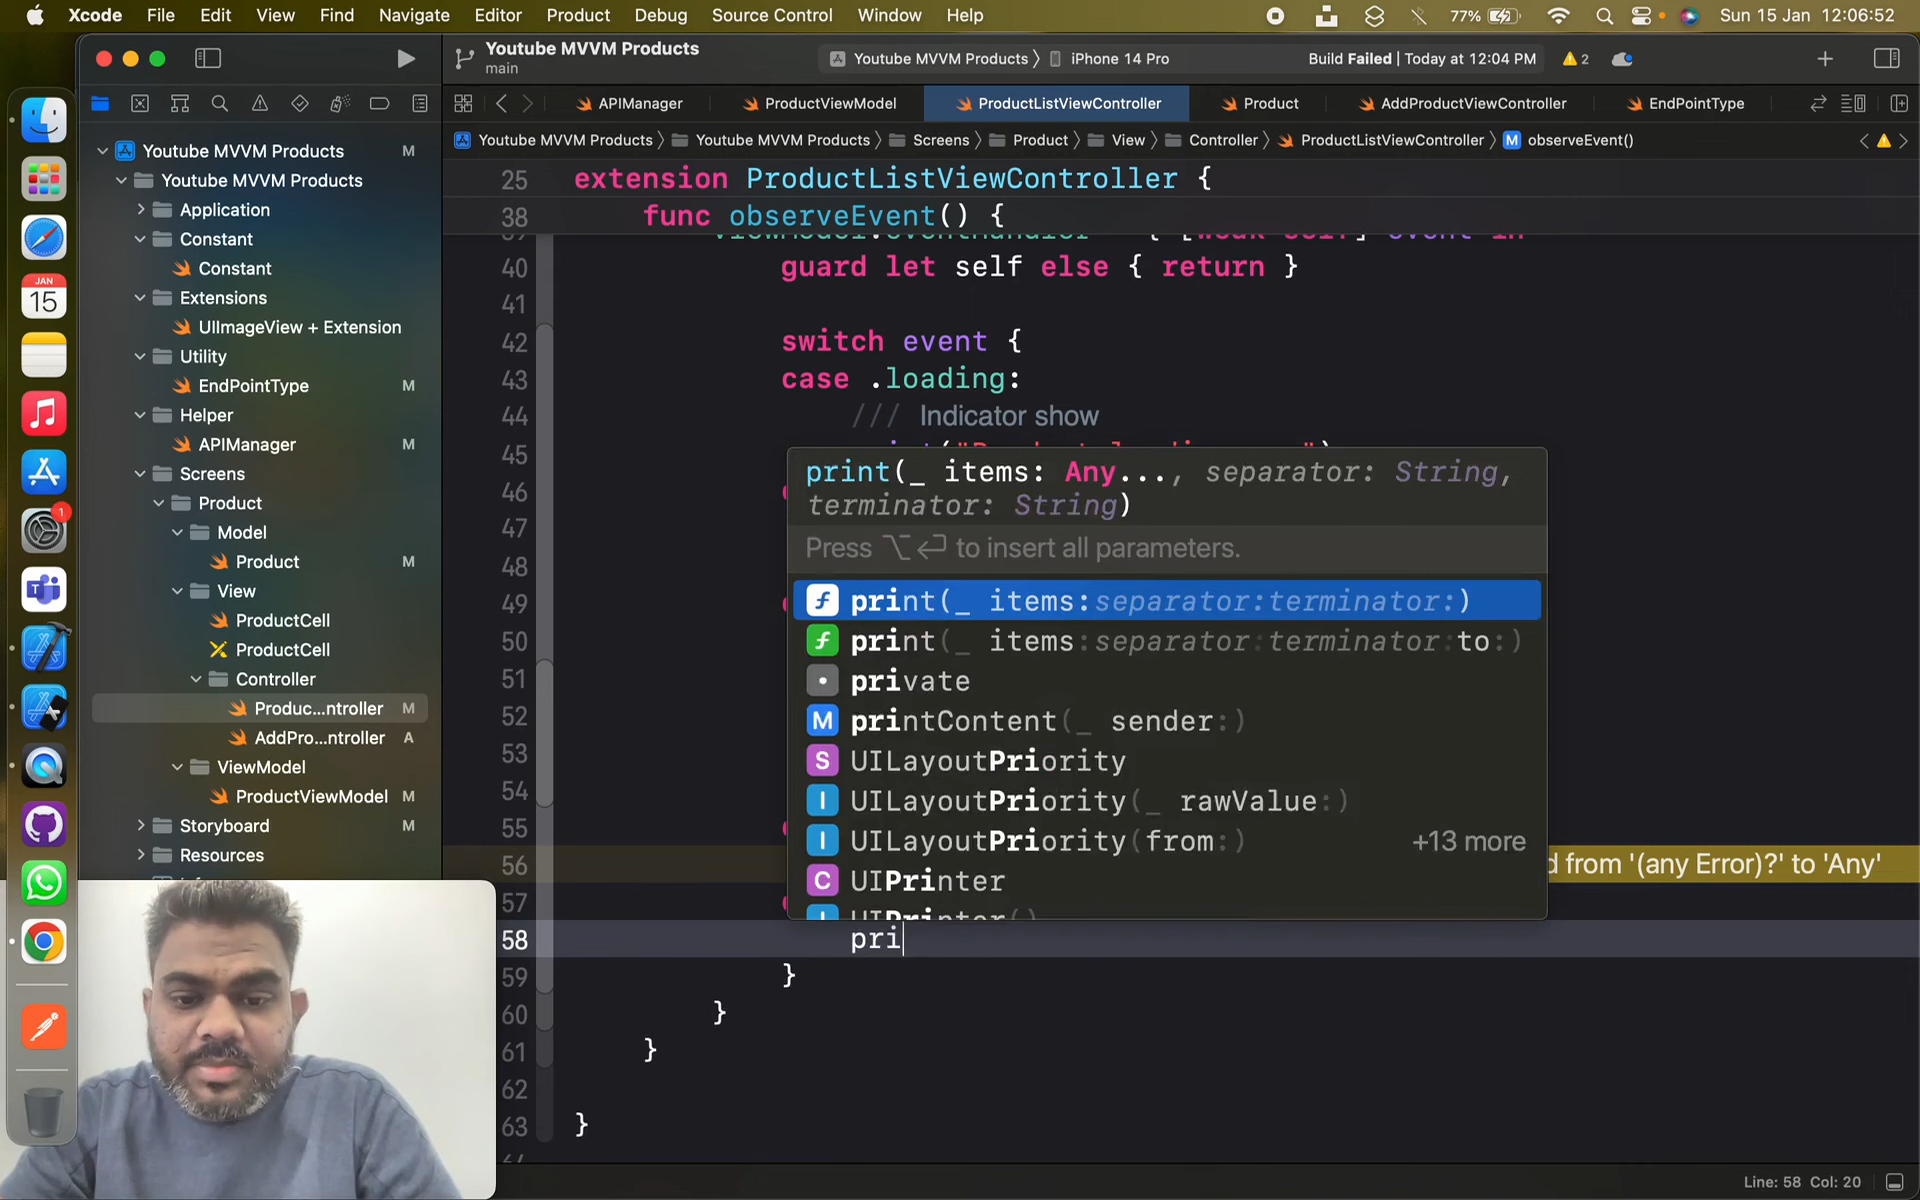 Xcode File Edit View Find Navigate Editor Product Debug Source Control Window Help 77% Sun 15 Jan 12:06:52
Youtube MVVM Products
main
Youtube MVVM Products iPhone 14 Pro
Build Failed | Today at 12:04 PM 2
APIManager ProductViewModel ProductListViewController Product AddProductViewController EndPointType
Youtube MVVM Products Youtube MVVM Products Screens Product View Controller ProductListViewController M observeEvent()
Youtube MVVM Products M
Youtube MVVM Products
Application
Constant
Constant
Extensions
UIImageView + Extension
Utility
EndPointType M
Helper
APIManager M
Screens
Product
Model
Product M
View
ProductCell
ProductCell
Controller
Produc...ntroller M
AddPro...ntroller A
ViewModel
ProductViewModel M
Storyboard M
Resources
JAN
15
1
25 extension ProductListViewController {
38 func observeEvent() {
40 guard let self else { return }
41
42 switch event {
43 case .loading:
44 /// Indicator show
45
46
47
48
49
50
51
52
53
54
55
56 d from '(any Error)?' to 'Any'
57
58 pri
59 }
60 }
61 }
62
63 }
print(_ items: Any..., separator: String,
terminator: String)
Press ⌥⏎ to insert all parameters.
f print(_ items:separator:terminator:)
f print(_ items:separator:terminator:to:)
private
M printContent(_ sender:)
S UILayoutPriority
I UILayoutPriority(_ rawValue:)
I UILayoutPriority(from:) +13 more
C UIPrinter
I UIPrinter()
Line: 58 Col: 20